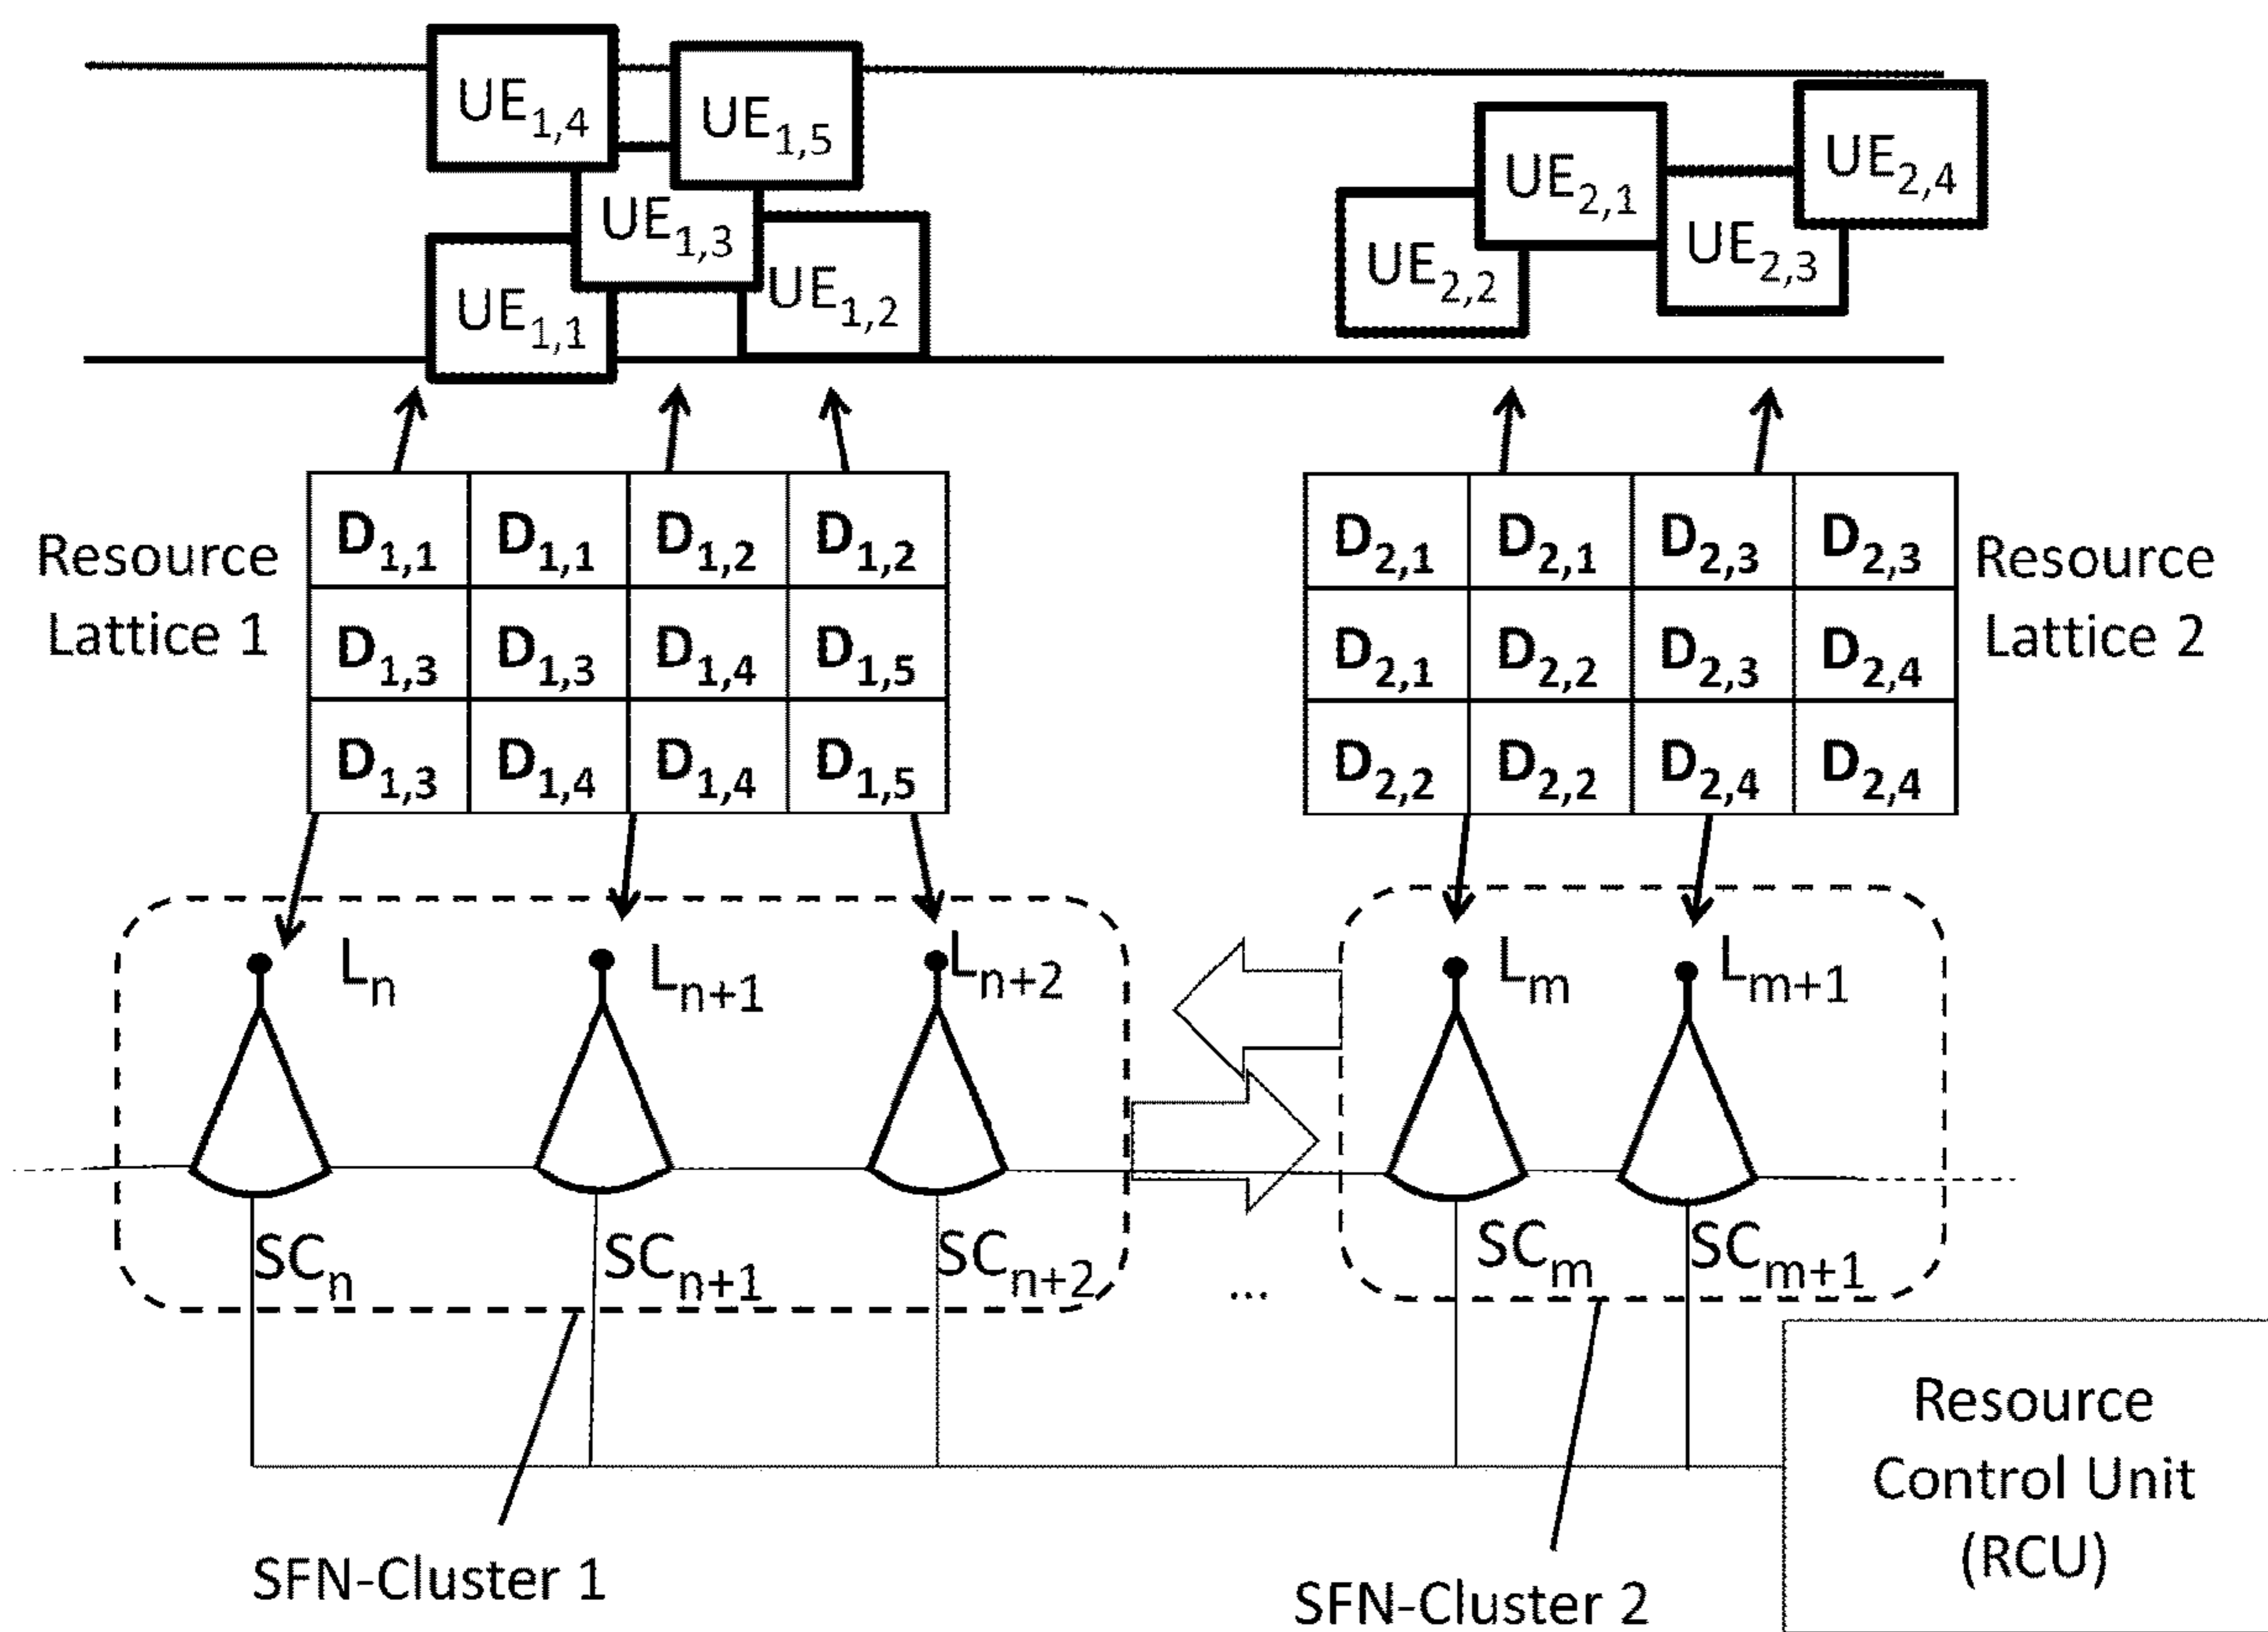 UE1,4
UE1,5
UE1,3
UE1,1
UE1,2
UE2,1
UE2,4
UE2,2
UE2,3
Resource
Lattice 1
D1,1 D1,1 D1,2 D1,2
D1,3 D1,3 D1,4 D1,5
D1,3 D1,4 D1,4 D1,5
D2,1 D2,1 D2,3 D2,3
D2,1 D2,2 D2,3 D2,4
D2,2 D2,2 D2,4 D2,4
Resource
Lattice 2
Ln
Ln+1
Ln+2
Lm
Lm+1
SCn
SCn+1
SCn+2
...
SCm
SCm+1
SFN-Cluster 1
SFN-Cluster 2
Resource
Control Unit
(RCU)